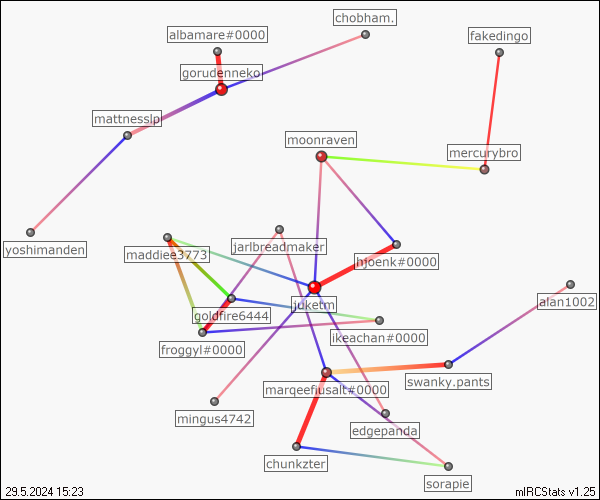 chobham.
albamare#0000
fakedingo
gorudenneko
mattnesslp
moonraven
mercurybro
jarlbreadmaker
yoshimanden
maddiee3773
hjoenk#0000
alan1002
juketm
goldfire6444
ikeachan#0000
froggyl#0000
swanky.pants
marqeefiusalt#0000
mingus4742
edgepanda
chunkzter
sorapie
29.5.2024 15:23
mIRCStats v1.25